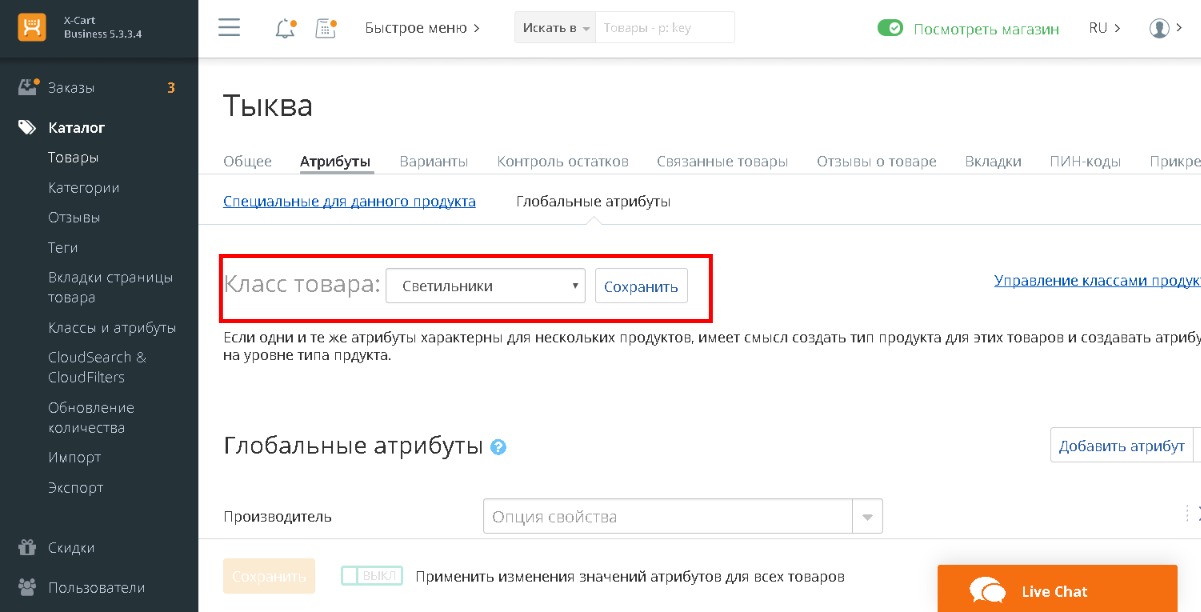 X-Cart
Business 5.3.3.4
Быстрое меню
Искать в
Товары - p: key
Посмотреть магазин
RU
Заказы
3
Каталог
Товары
Категории
Отзывы
Теги
Вкладки страницы
товара
Классы и атрибуты
CloudSearch &
CloudFilters
Обновление
количества
Импорт
Экспорт
Скидки
Пользователи
Тыква
Общее
Атрибуты
Варианты
Контроль остатков
Связанные товары
Отзывы о товаре
Вкладки
ПИН-коды
Прикре
Специальные для данного продукта
Глобальные атрибуты
Класс товара:
Светильники
Сохранить
Управление классами продук
Если одни и те же атрибуты характерны для нескольких продуктов, имеет смысл создать тип продукта для этих товаров и создавать атрибу
на уровне типа прдукта.
Глобальные атрибуты
?
Добавить атрибут
Производитель
Опция свойства
Сохранить
ВЫКЛ
Применить изменения значений атрибутов для всех товаров
Live Chat